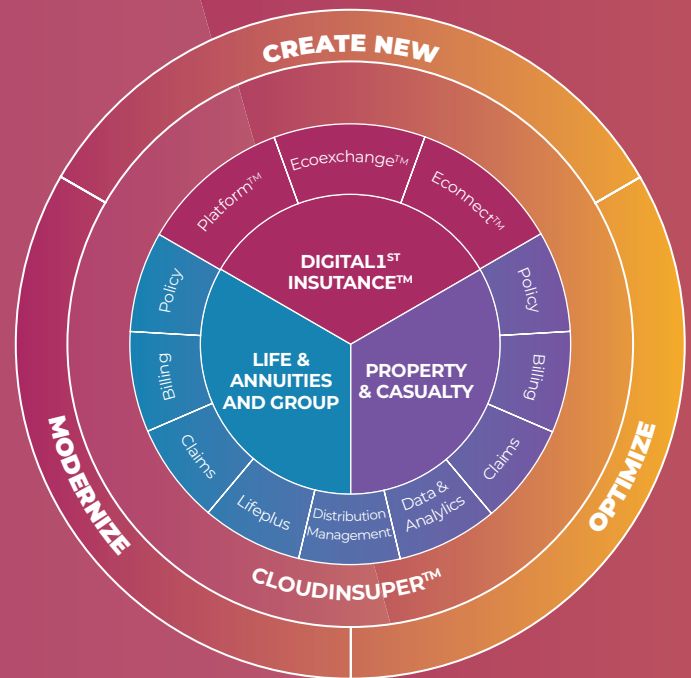 CREATE NEW
Platform™
Ecoexchange™
Econnect™
DIGITAL1ST
INSUTANCE™
Policy
Billing
Claims
Lifeplus
Distribution
Management
Data &
Analytics
Claims
Billing
Policy
LIFE &
ANNUITIES
AND GROUP
PROPERTY
& CASUALTY
MODERNIZE
OPTIMIZE
CLOUDINSUPER™